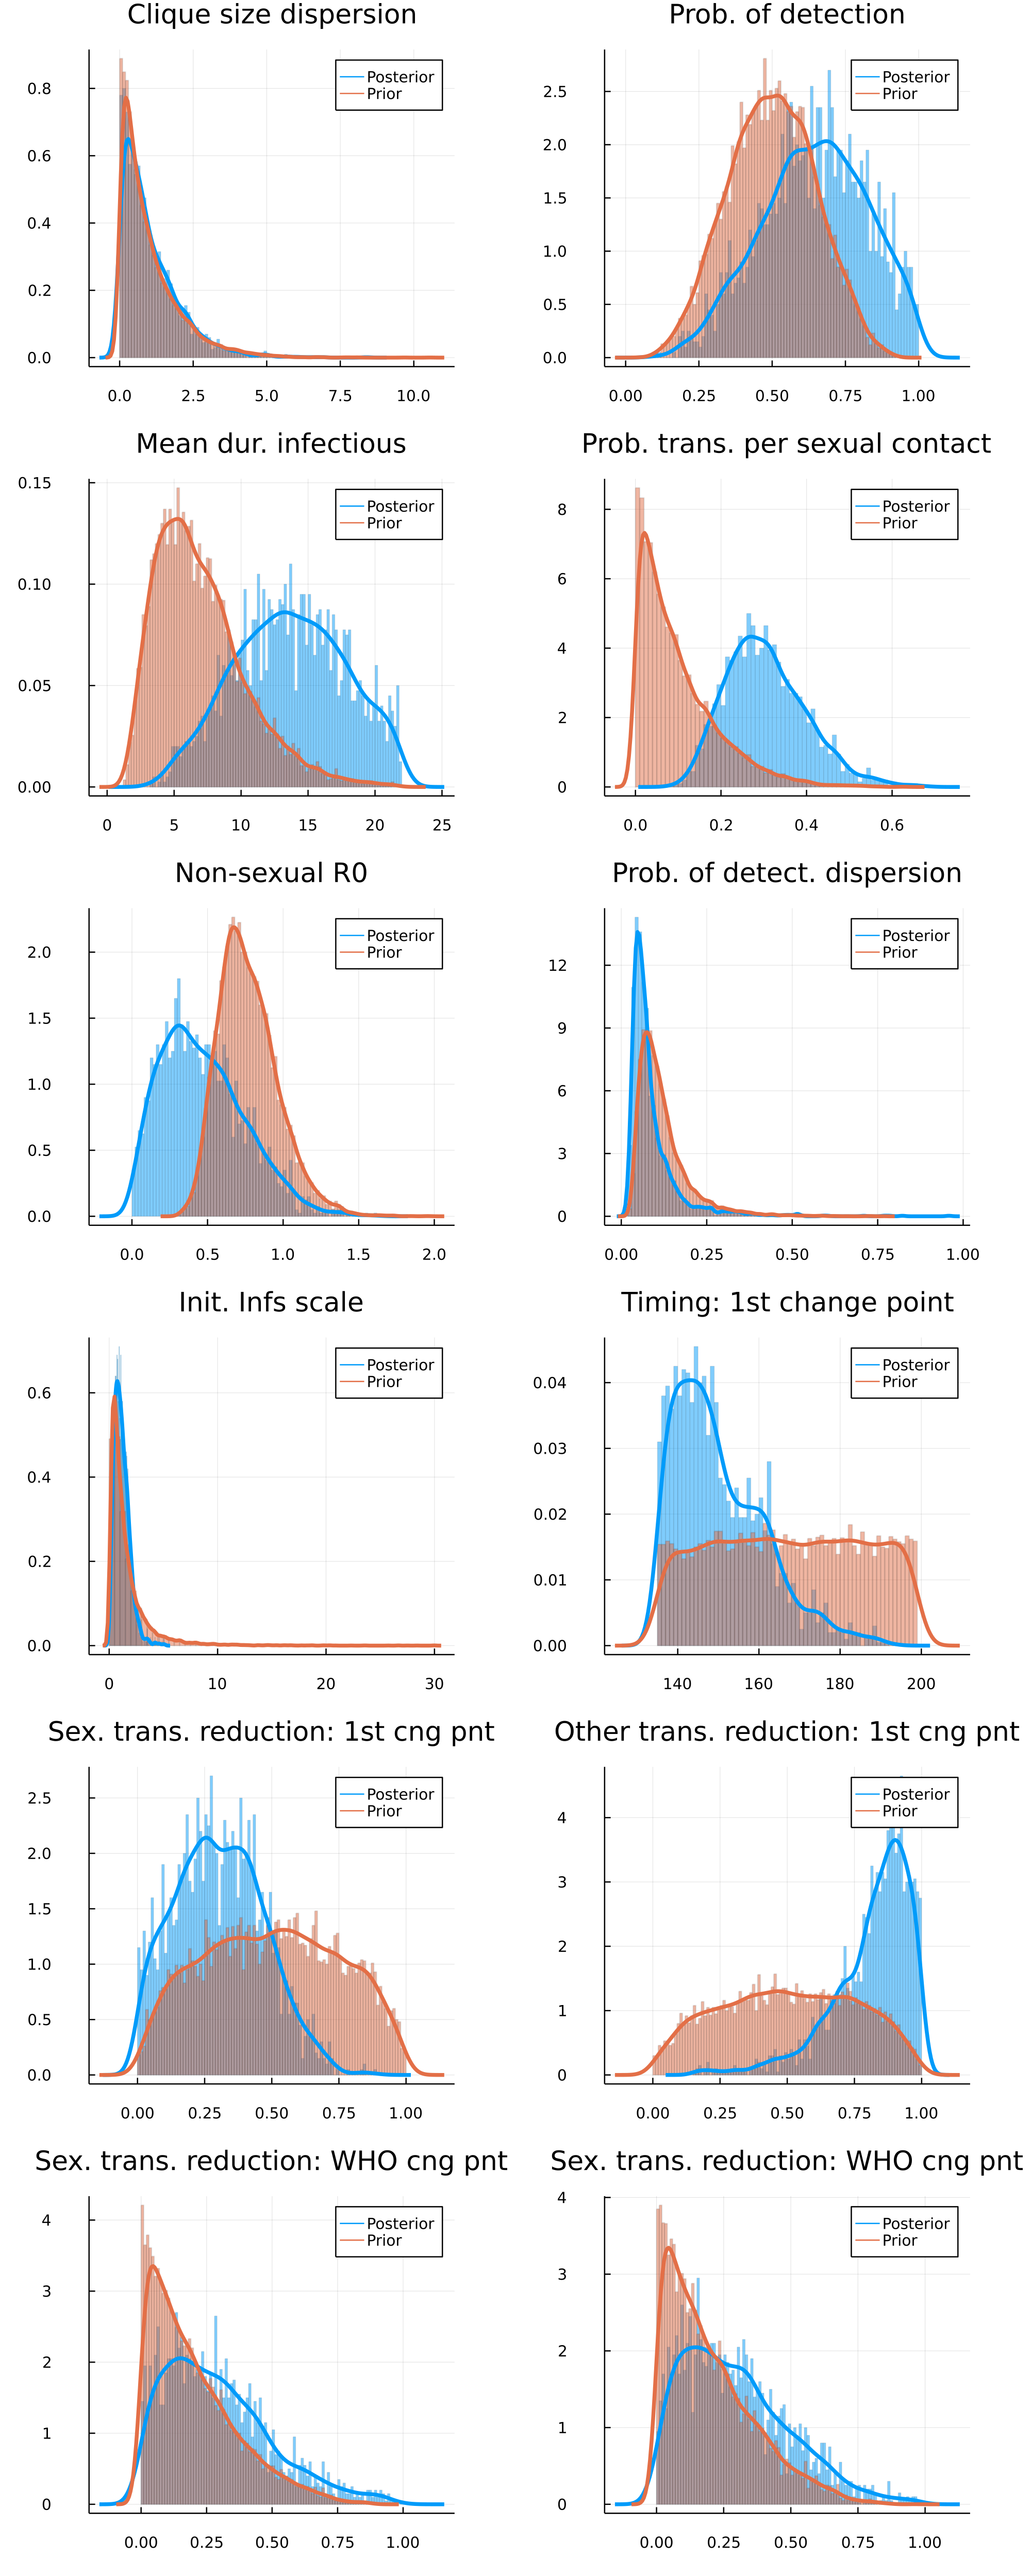 Clique size dispersion
Prob. of detection
Posterior
Prior
0.8
0.6
0.4
0.2
0.0
0.0 2.5 5.0 7.5 10.0
Posterior
Prior
2.5
2.0
1.5
1.0
0.5
0.0
0.00 0.25 0.50 0.75 1.00
Mean dur. infectious
Prob. trans. per sexual contact
Posterior
Prior
0.15
0.10
0.05
0.00
0 5 10 15 20 25
Posterior
Prior
8
6
4
2
0
0.0 0.2 0.4 0.6
Non-sexual R0
Prob. of detect. dispersion
Posterior
Prior
2.0
1.5
1.0
0.5
0.0
0.0 0.5 1.0 1.5 2.0
Posterior
Prior
12
9
6
3
0
0.00 0.25 0.50 0.75 1.00
Init. Infs scale
Timing: 1st change point
Posterior
Prior
0.6
0.4
0.2
0.0
0 10 20 30
Posterior
Prior
0.04
0.03
0.02
0.01
0.00
140 160 180 200
Sex. trans. reduction: 1st cng pnt
Other trans. reduction: 1st cng pnt
Posterior
Prior
2.5
2.0
1.5
1.0
0.5
0.0
0.00 0.25 0.50 0.75 1.00
Posterior
Prior
4
3
2
1
0
0.00 0.25 0.50 0.75 1.00
Sex. trans. reduction: WHO cng pnt
Sex. trans. reduction: WHO cng pnt
Posterior
Prior
4
3
2
1
0
0.00 0.25 0.50 0.75 1.00
Posterior
Prior
4
3
2
1
0
0.00 0.25 0.50 0.75 1.00